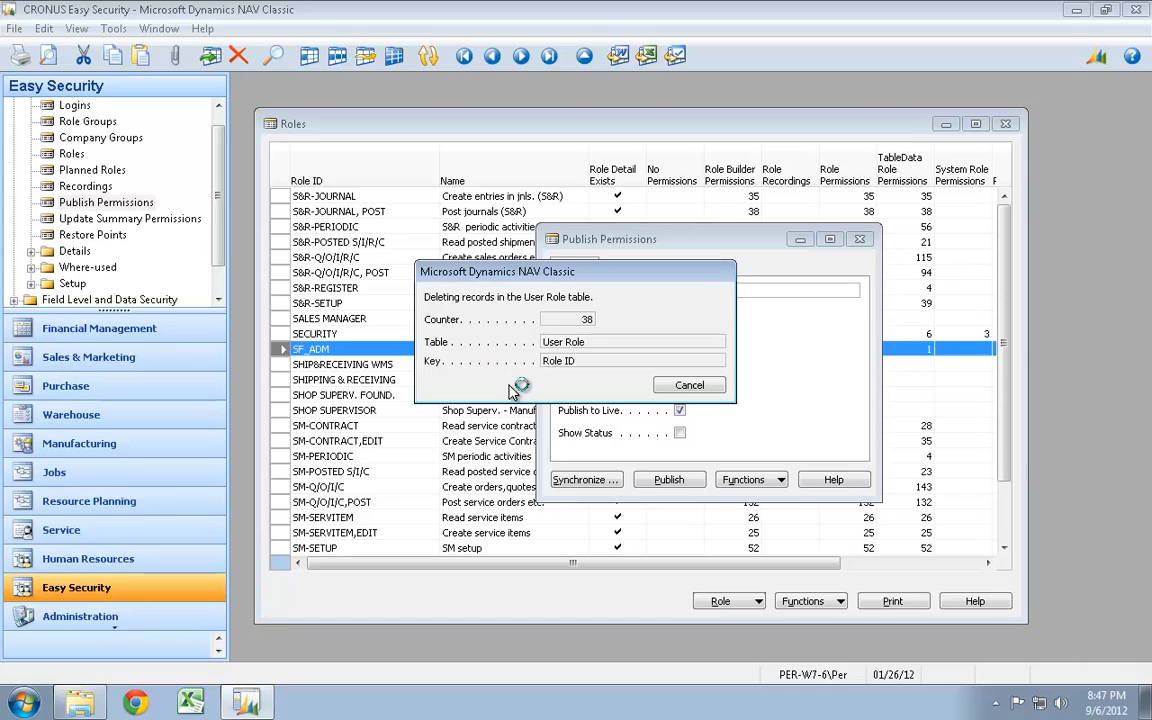 CRONUS Easy Security - Microsoft Dynamics NAV Classic
File Edit View Tools Window Help
Easy Security
Logins
Role Groups
Company Groups
Roles
Planned Roles
Recordings
Publish Permissions
Update Summary Permissions
Restore Points
Details
Where-used
Setup
Field Level and Data Security
Financial Management
Sales & Marketing
Purchase
Warehouse
Manufacturing
Jobs
Resource Planning
Service
Human Resources
Easy Security
Administration
Roles
Role ID Name Role Detail Exists No Permissions Role Builder Permissions Role Recordings Role Permissions TableData Role Permissions System Role Permissions
S&R-JOURNAL Create entries in jnls. (S&R) 35 35 35
S&R-JOURNAL, POST Post journals (S&R) 38 38 38
S&R-PERIODIC S&R periodic activities 56
S&R-POSTED S/I/R/C Read posted shipmen 21
S&R-Q/O/I/R/C Create sales orders e 115
S&R-Q/O/I/R/C, POST 94
S&R-REGISTER 4
S&R-SETUP 39
SALES MANAGER
SECURITY 6 3
SF_ADM 1
SHIP&RECEIVING WMS
SHIPPING & RECEIVING
SHOP SUPERV. FOUND.
SHOP SUPERVISOR Shop Superv. - Manuf
SM-CONTRACT Read service contrac 28
SM-CONTRACT,EDIT Create Service Contra 35
SM-PERIODIC SM periodic activities 4
SM-POSTED S/I/C Read posted service 23
SM-Q/O/I/C Create orders,quotes 143
SM-Q/O/I/C,POST Post service orders etc. 132 132 132
SM-SERVITEM Read service items 26 26 26
SM-SERVITEM,EDIT Create service items 25 25 25
SM-SETUP SM setup 52 52 52
Role Functions Print Help
Publish Permissions
Publish to Live
Show Status
Synchronize ... Publish Functions Help
Microsoft Dynamics NAV Classic
Deleting records in the User Role table.
Counter. . . . . . . . . 38
Table . . . . . . . . . . User Role
Key. . . . . . . . . . . Role ID
Cancel
PER-W7-6\Per 01/26/12
8:47 PM
9/6/2012